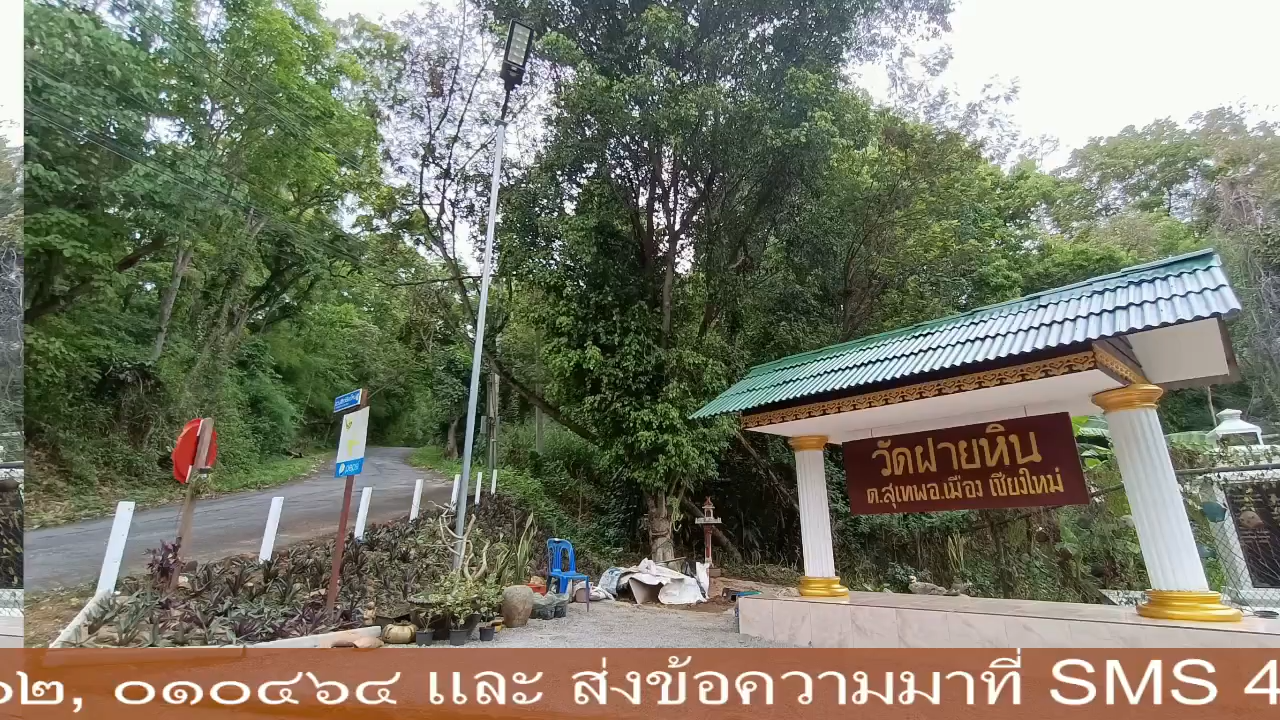 วัดฝายหิน
ต.สุเทพอ.เมือง เชียงใหม่
๖๒, ๐๑๐๔๖๔ และ ส่งข้อความมาที่ SMS 4